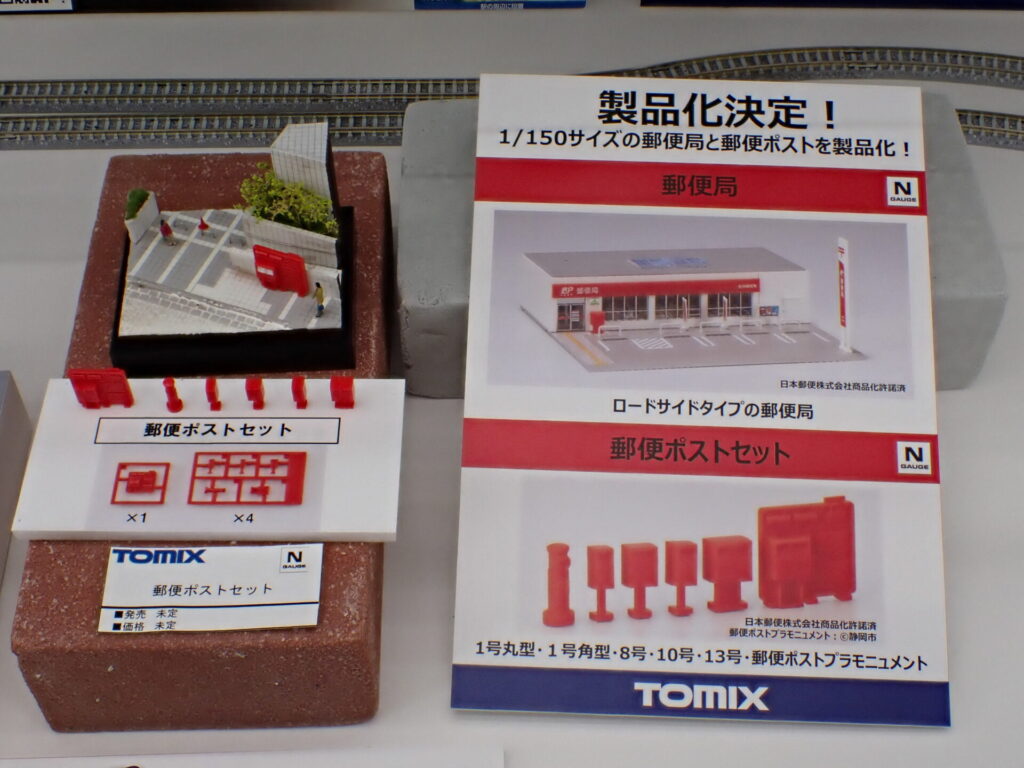 駅の周辺に設置
製品化決定！
1/150サイズの郵便局と郵便ポストを製品化！
郵便局
N
GAUGE
郵便局
日本郵便株式会社商品化許諾済
ロードサイドタイプの郵便局
郵便ポストセット
N
GAUGE
日本郵便株式会社商品化許諾済
郵便ポストプラモニュメント：©静岡市
1号丸型・1号角型・8号・10号・13号・郵便ポストプラモニュメント
TOMIX
郵便ポストセット
×1
×4
TOMIX
N
GAUGE
郵便ポストセット
■発売 未定
■価格 未定